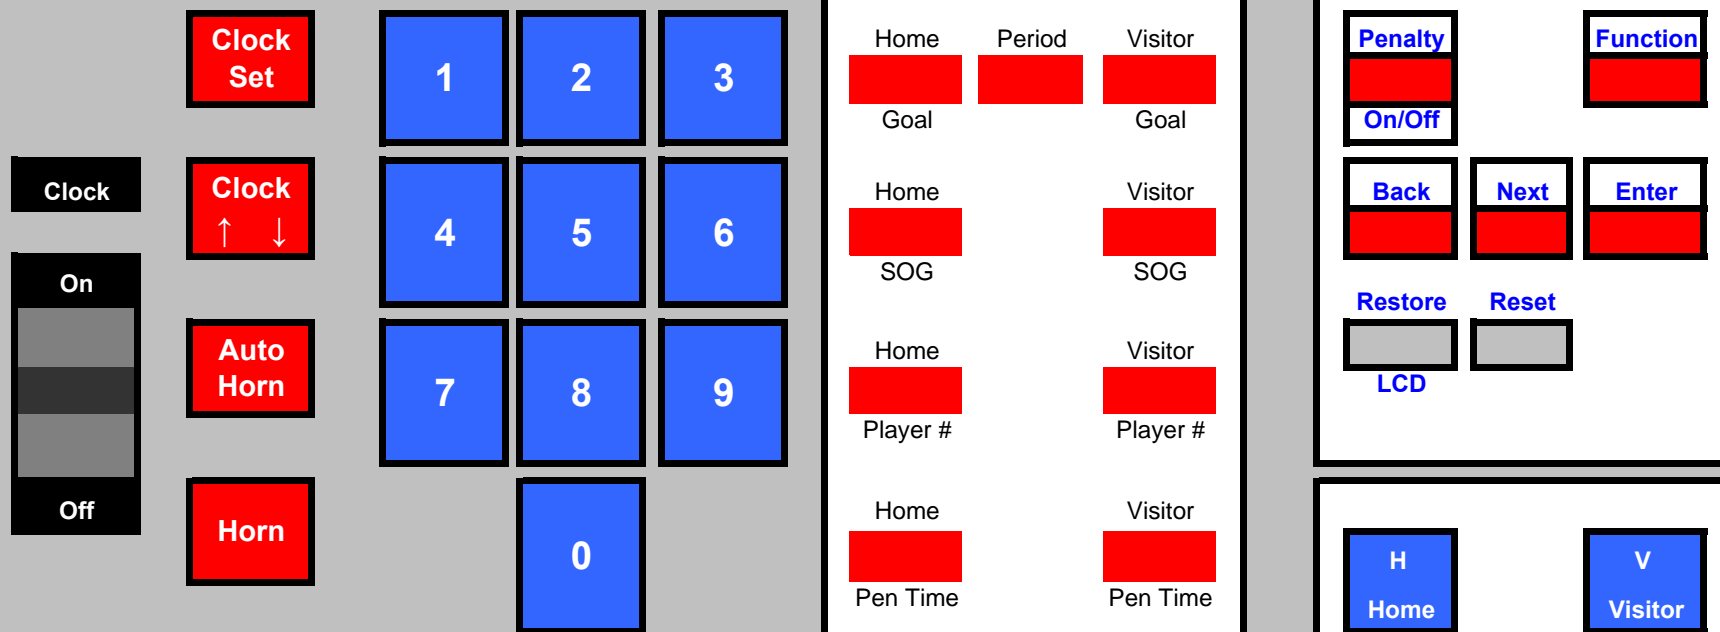 Clock
On
Off
Clock
Set
Clock
↑ ↓
Auto
Horn
Horn
1 2 3
4 5 6
7 8 9
0
Home Period Visitor
Goal Goal
Home Visitor
SOG SOG
Home Visitor
Player # Player #
Home Visitor
Pen Time Pen Time
Penalty Function
On/Off
Back Next Enter
Restore Reset
LCD
H V
Home Visitor